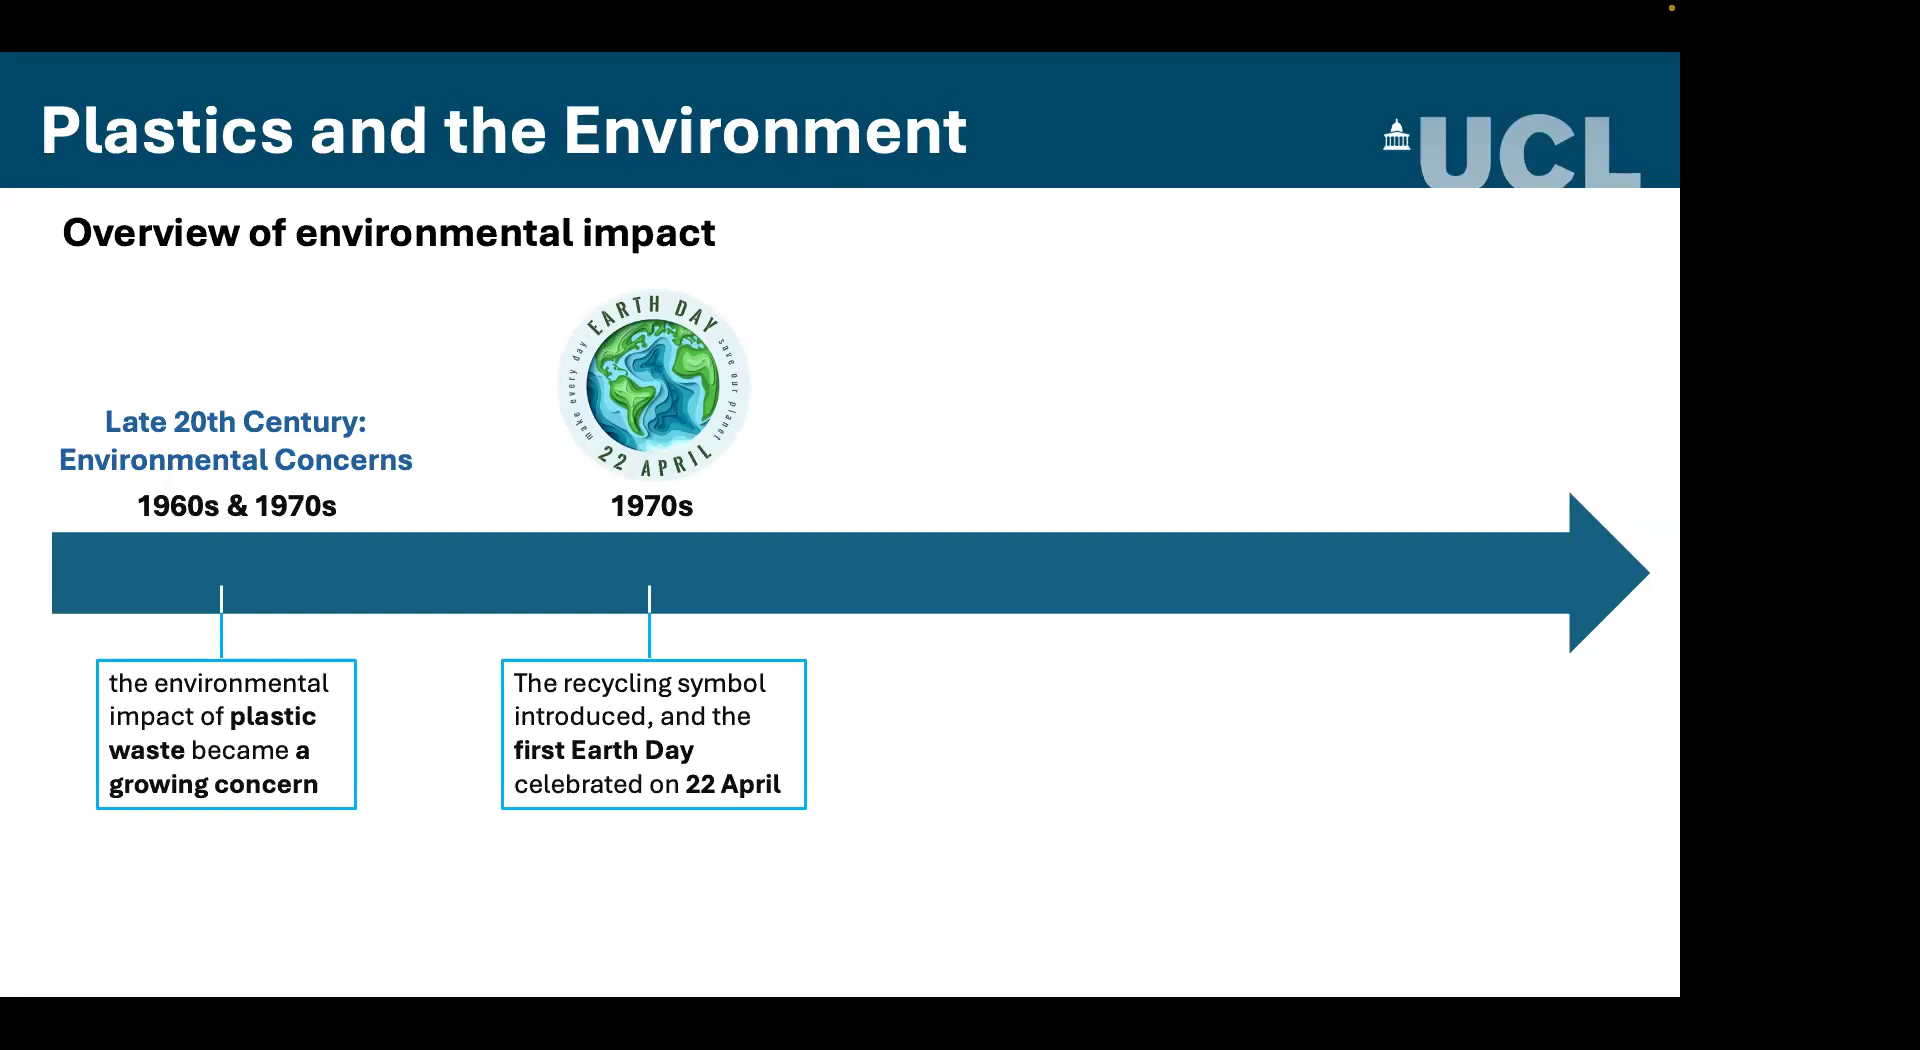 Plastics and the Environment
UCL
Overview of environmental impact
EARTH DAY
make every day
save our planet
22 APRIL
Late 20th Century:
Environmental Concerns
1960s & 1970s
1970s
the environmental
impact of plastic
waste became a
growing concern
The recycling symbol
introduced, and the
first Earth Day
celebrated on 22 April